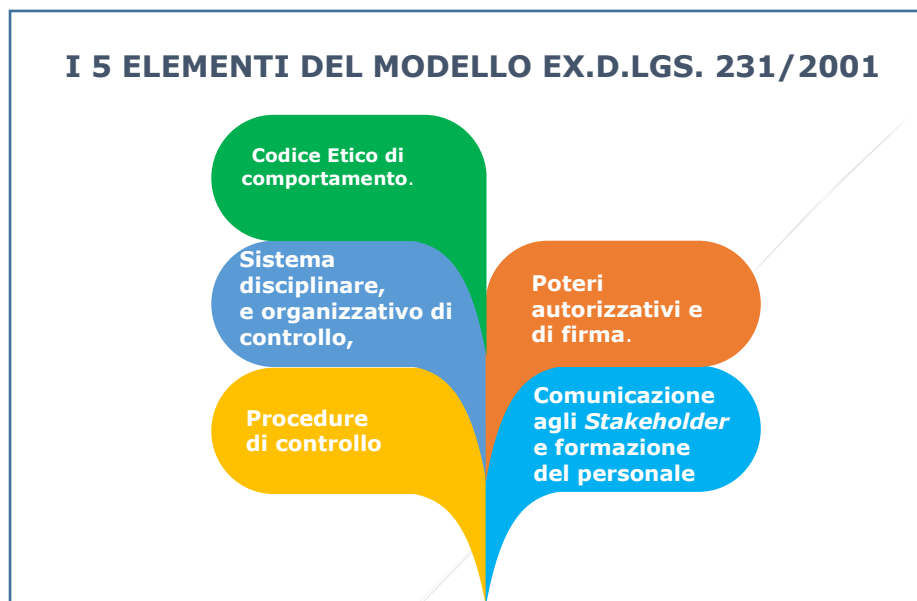 I 5 ELEMENTI DEL MODELLO EX.D.LGS. 231/2001
Codice Etico di
comportamento.
Sistema
disciplinare,
e organizzativo di
controllo,
Poteri
autorizzativi e
di firma.
Procedure
di controllo
Comunicazione
agli Stakeholder
e formazione
del personale